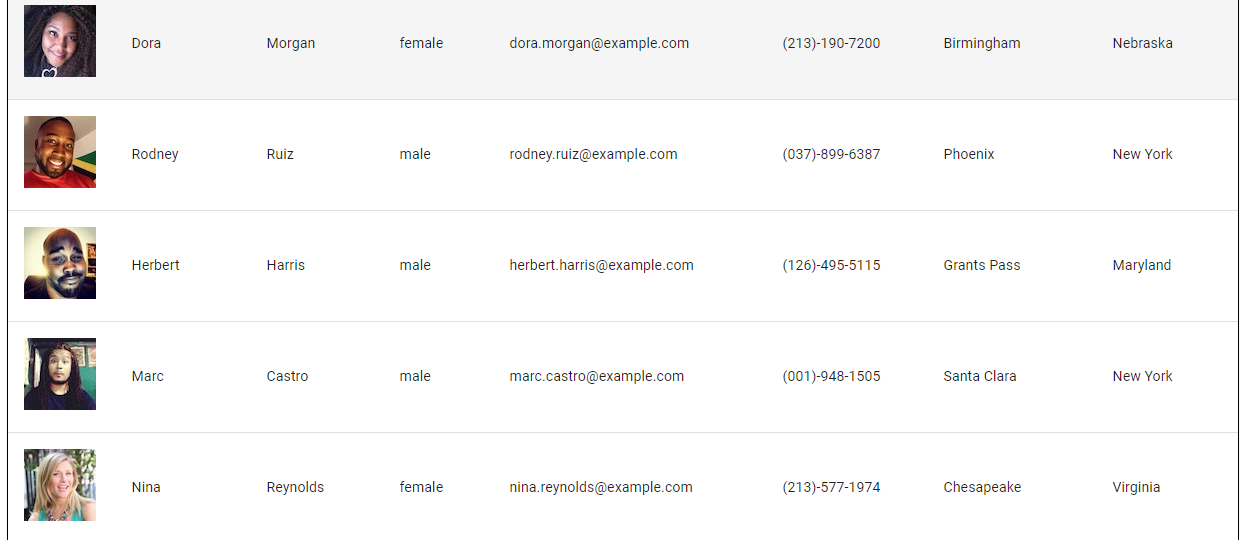 Dora Morgan female dora.morgan@example.com (213)-190-7200 Birmingham Nebraska
Rodney Ruiz male rodney.ruiz@example.com (037)-899-6387 Phoenix New York
Herbert Harris male herbert.harris@example.com (126)-495-5115 Grants Pass Maryland
Marc Castro male marc.castro@example.com (001)-948-1505 Santa Clara New York
Nina Reynolds female nina.reynolds@example.com (213)-577-1974 Chesapeake Virginia